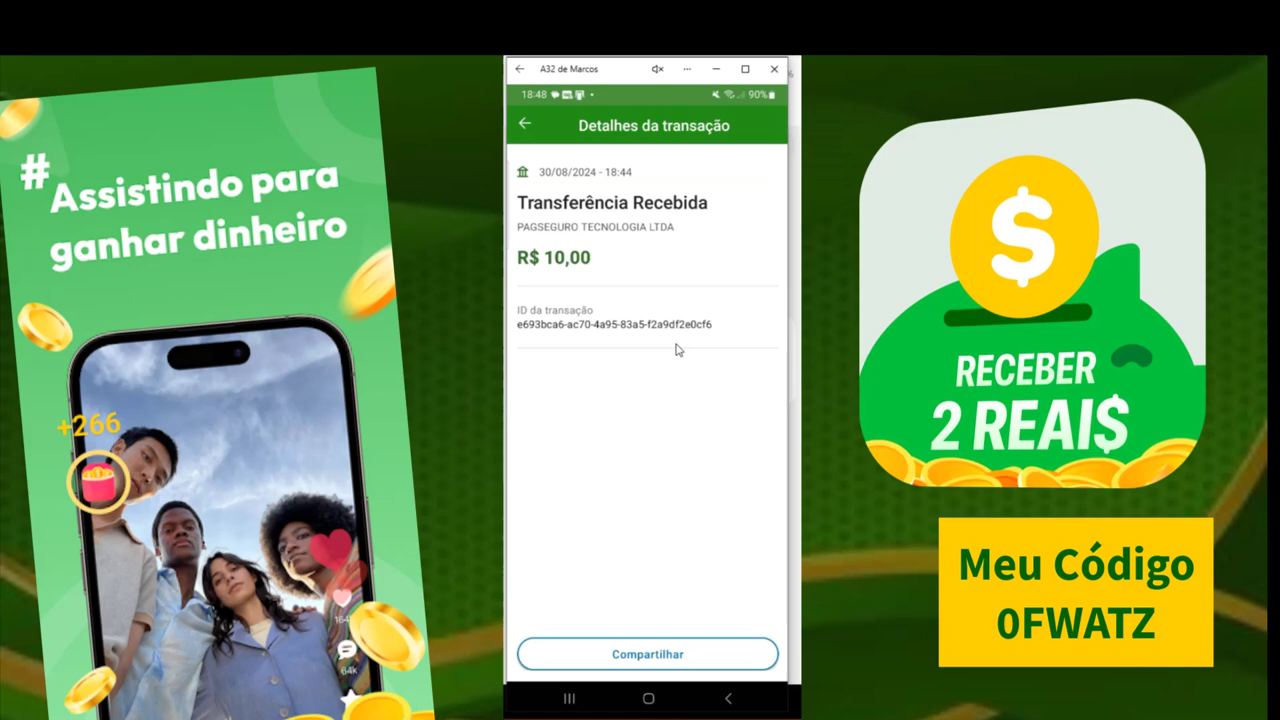 #Assistindo para
ganhar dinheiro
+266
164
64k
A32 de Marcos
18:48
90%
Detalhes da transação
30/08/2024 - 18:44
Transferência Recebida
PAGSEGURO TECNOLOGIA LTDA
R$ 10,00
ID da transação
e693bca6-ac70-4a95-83a5-f2a9df2e0cf6
Compartilhar
$
RECEBER
2 REAI$
Meu Código
0FWATZ